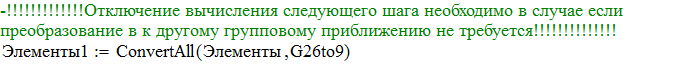 -!!!!!!!!!!!!!Отключение вычисления следующего шага необходимо в случае если
преобразование в к другому групповому приближению не требуется!!!!!!!!!!!!!!
Элементы1 := ConvertAll(Элементы,G26to9)